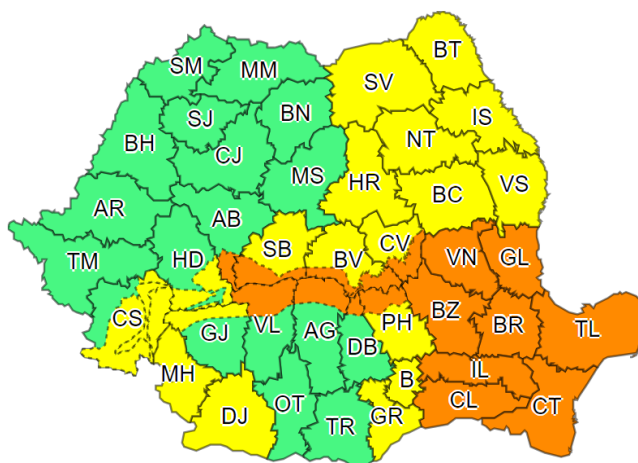 BT
SM
MM
SV
SJ
BN
IS
BH
NT
CJ
MS
HR
BC
VS
AR
AB
SB
BV
CV
VN
GL
TM
HD
CS
GJ
VL
AG
DB
PH
BZ
BR
TL
MH
DJ
OT
TR
GR
B
IL
CL
CT